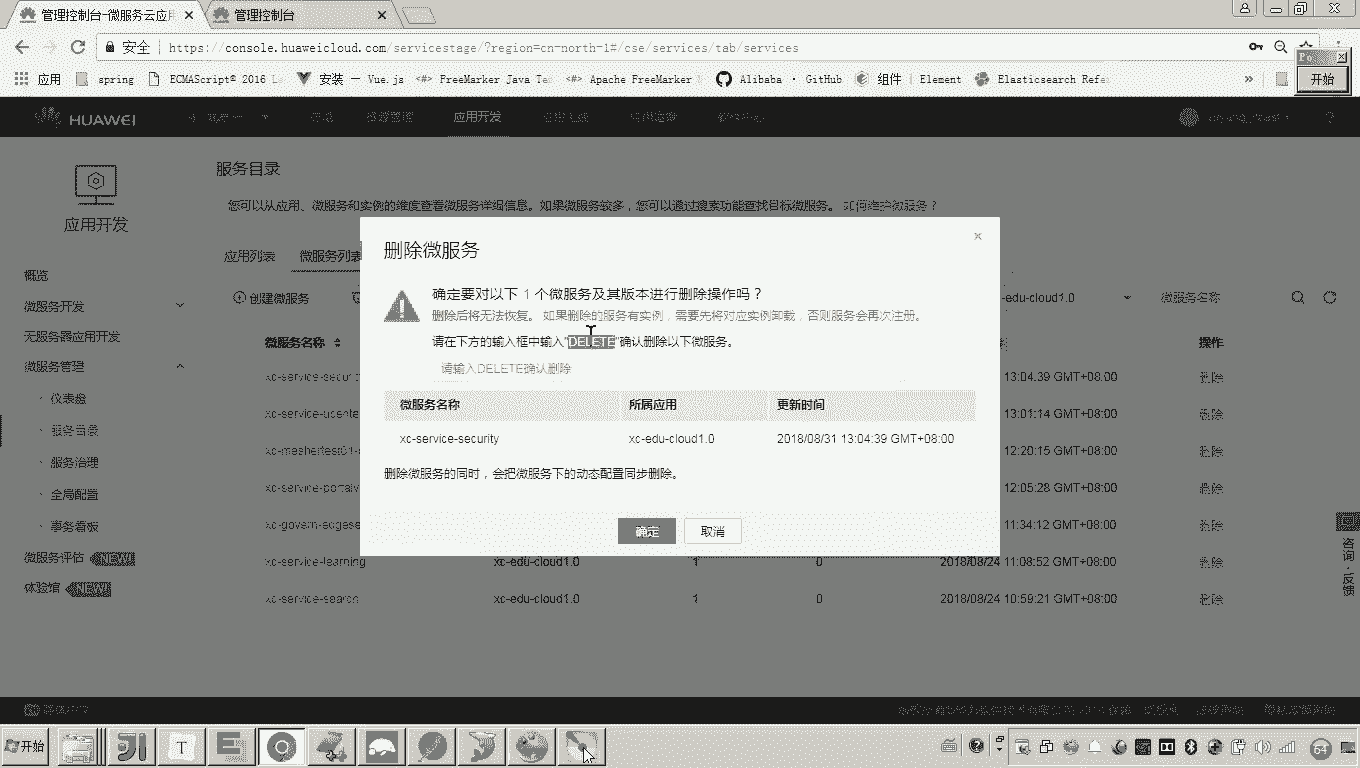 管理控制台-微服务云应
管理控制台
安全
https://console.huaweicloud.com/servicestage/?region=cn-north-1#/cse/services/tab/services
应用 spring ECMAScript® 2016 La 安装 — Vue.js FreeMarker Java Te Apache FreeMarker Alibaba · GitHub 组件 | Element Elasticsearch Refe
开始
HUAWEI
应用开发
服务目录
您可以从应用、微服务和实例的维度查看微服务详细信息。如果微服务较多，您可以通过搜索功能查找目标微服务。 如何维护微服务？
应用开发
应用列表 微服务列表
概览
微服务开发
无服务器应用开发
微服务管理
仪表盘
服务目录
服务治理
全局配置
事务看板
微服务评估 NEW!
体验馆 NEW!
创建微服务
-edu-cloud1.0
微服务名称
微服务名称
操作
删除微服务
确定要对以下 1 个微服务及其版本进行删除操作吗？
删除后将无法恢复。 如果删除的服务有实例，需要先将对应实例卸载，否则服务会再次注册。
请在下方的输入框中输入"DELETE"确认删除以下微服务。
请输入DELETE确认删除
微服务名称 所属应用 更新时间
xc-service-security xc-edu-cloud1.0 2018/08/31 13:04:39 GMT+08:00
删除微服务的同时，会把微服务下的动态配置同步删除。
确定 取消
xc-service-securit 13:04:39 GMT+08:00 删除
xc-service-ucente 13:01:14 GMT+08:00 删除
12:20:15 GMT+08:00 删除
xc-service-portalv 12:05:28 GMT+08:00 删除
xc-govern-edgese 11:34:12 GMT+08:00 删除
xc-service-learning xc-edu-cloud1.0 1 0 2018/08/24 11:08:52 GMT+08:00 删除
xc-service-search xc-edu-cloud1.0 1 0 2018/08/24 10:59:21 GMT+08:00 删除
咨询·反馈
开始
64